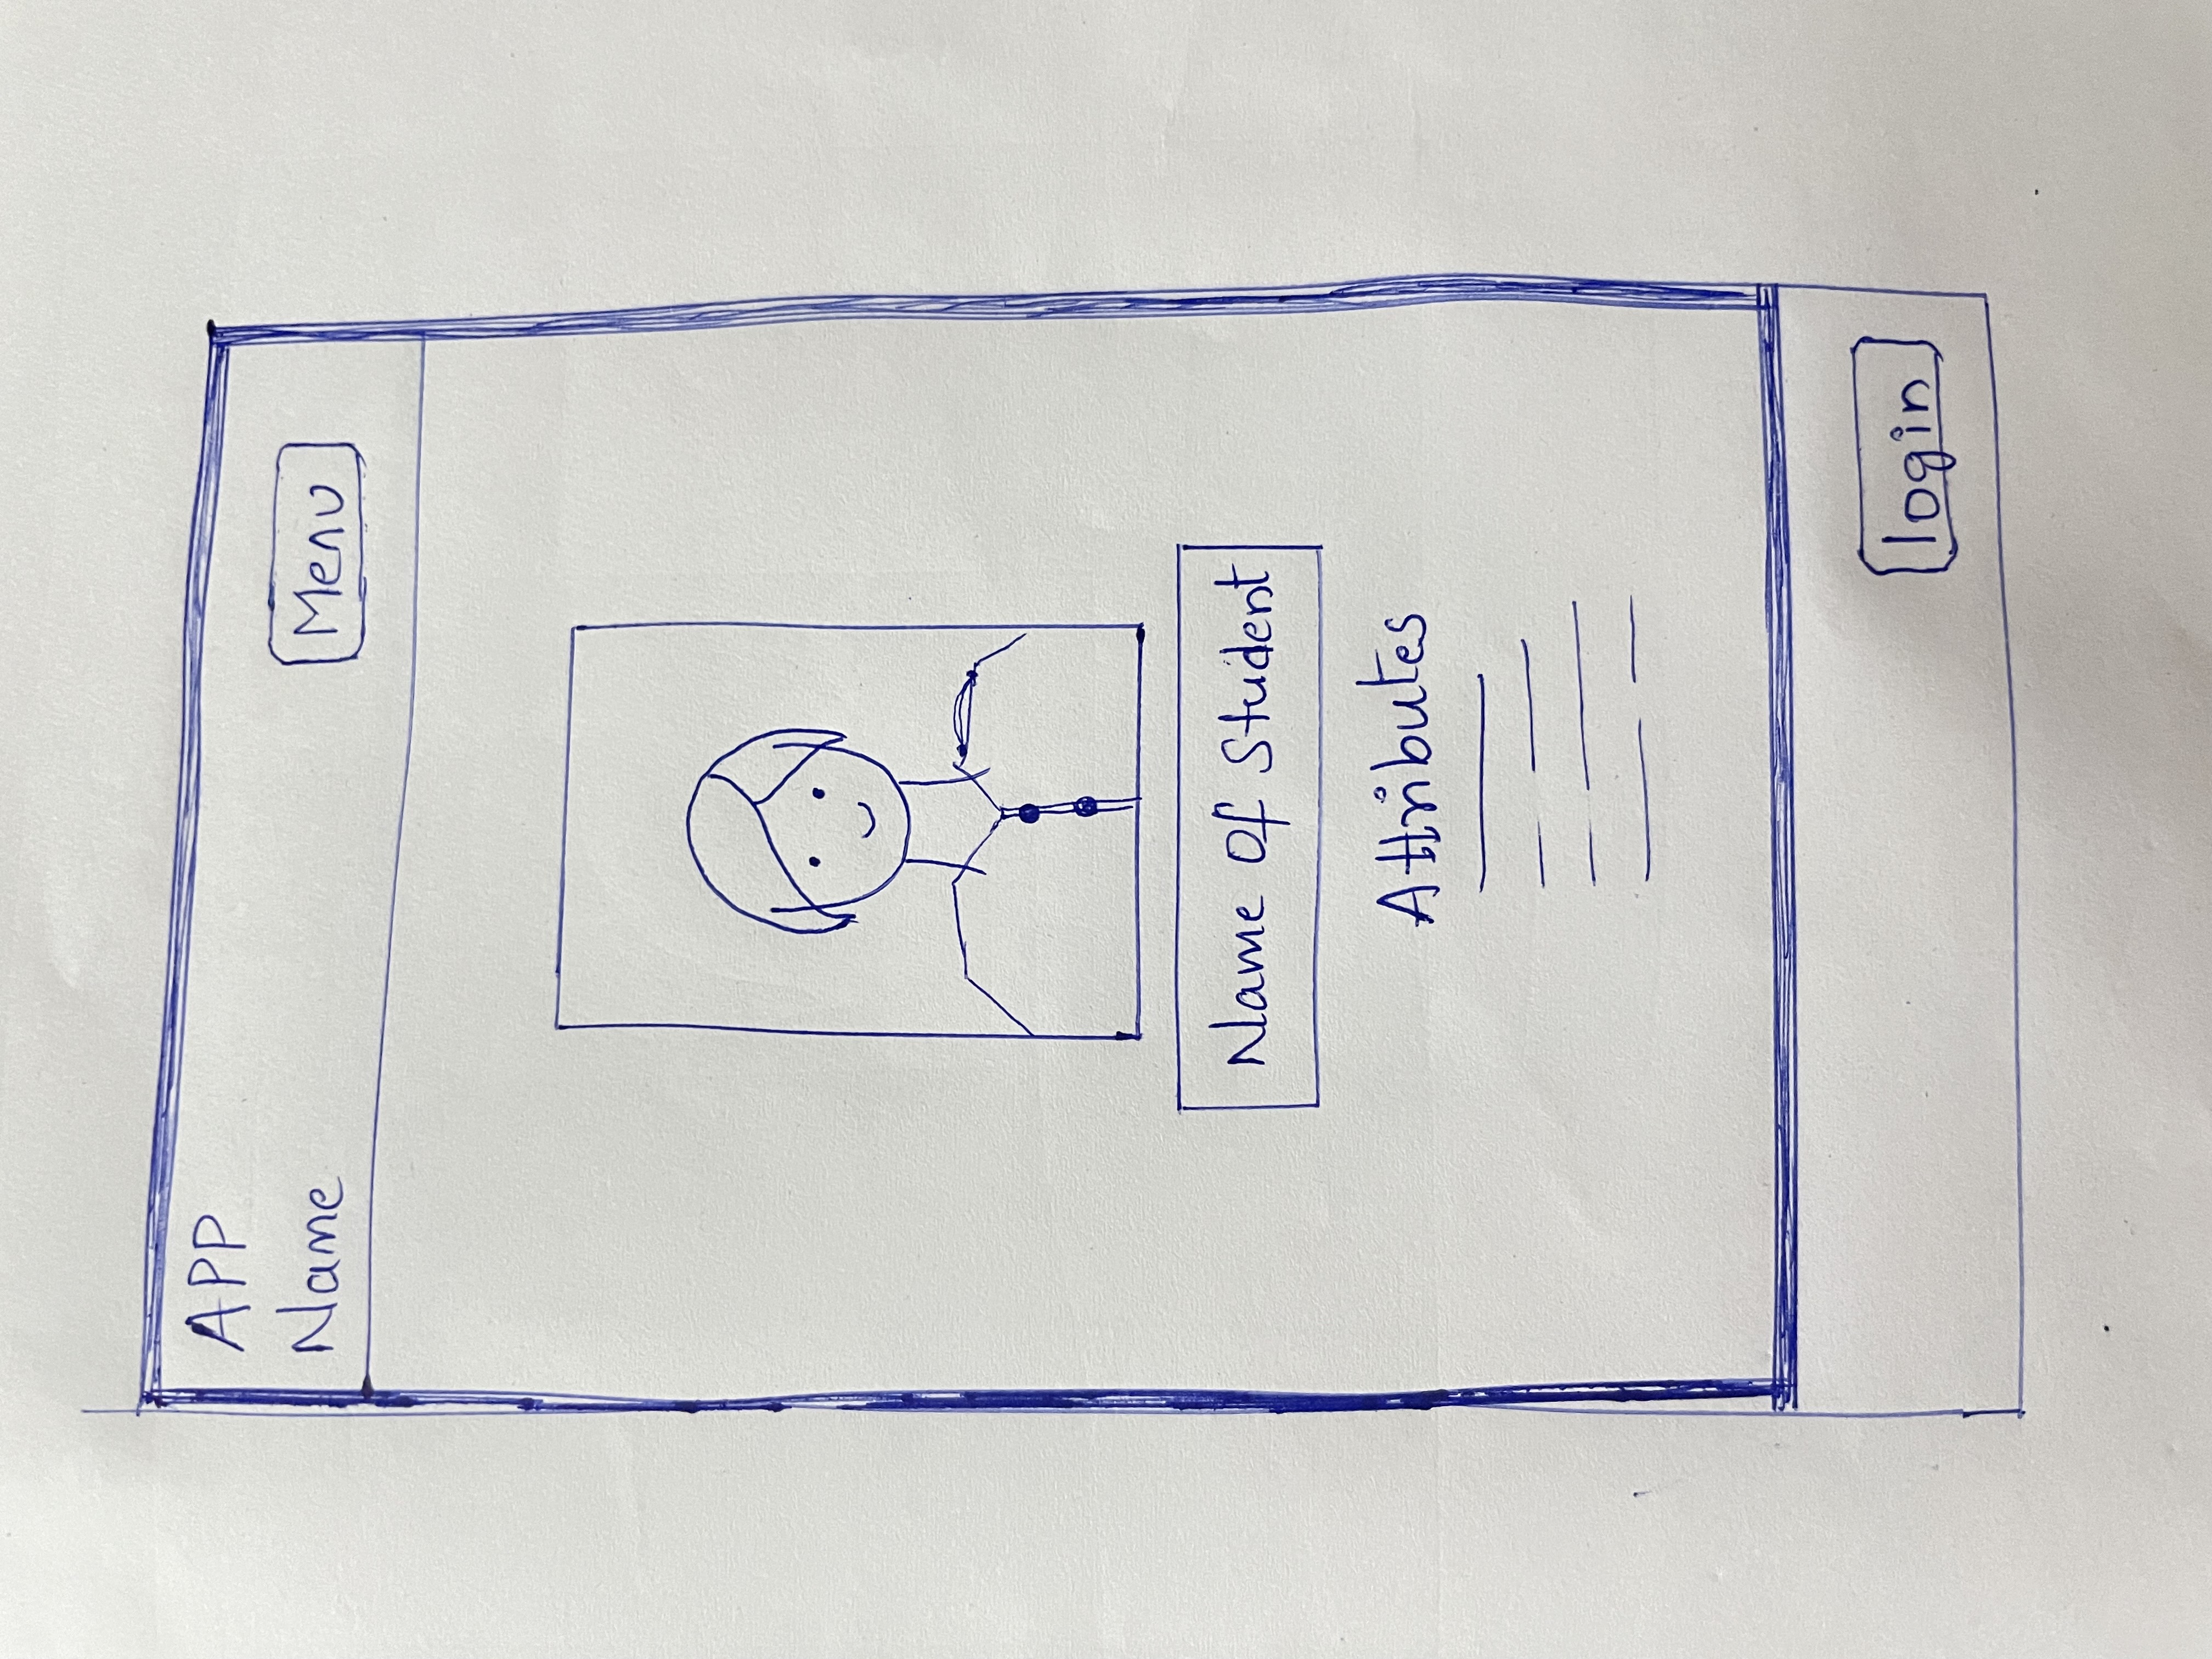 APP
Name
Menu
Name Of Student
Attributes
login